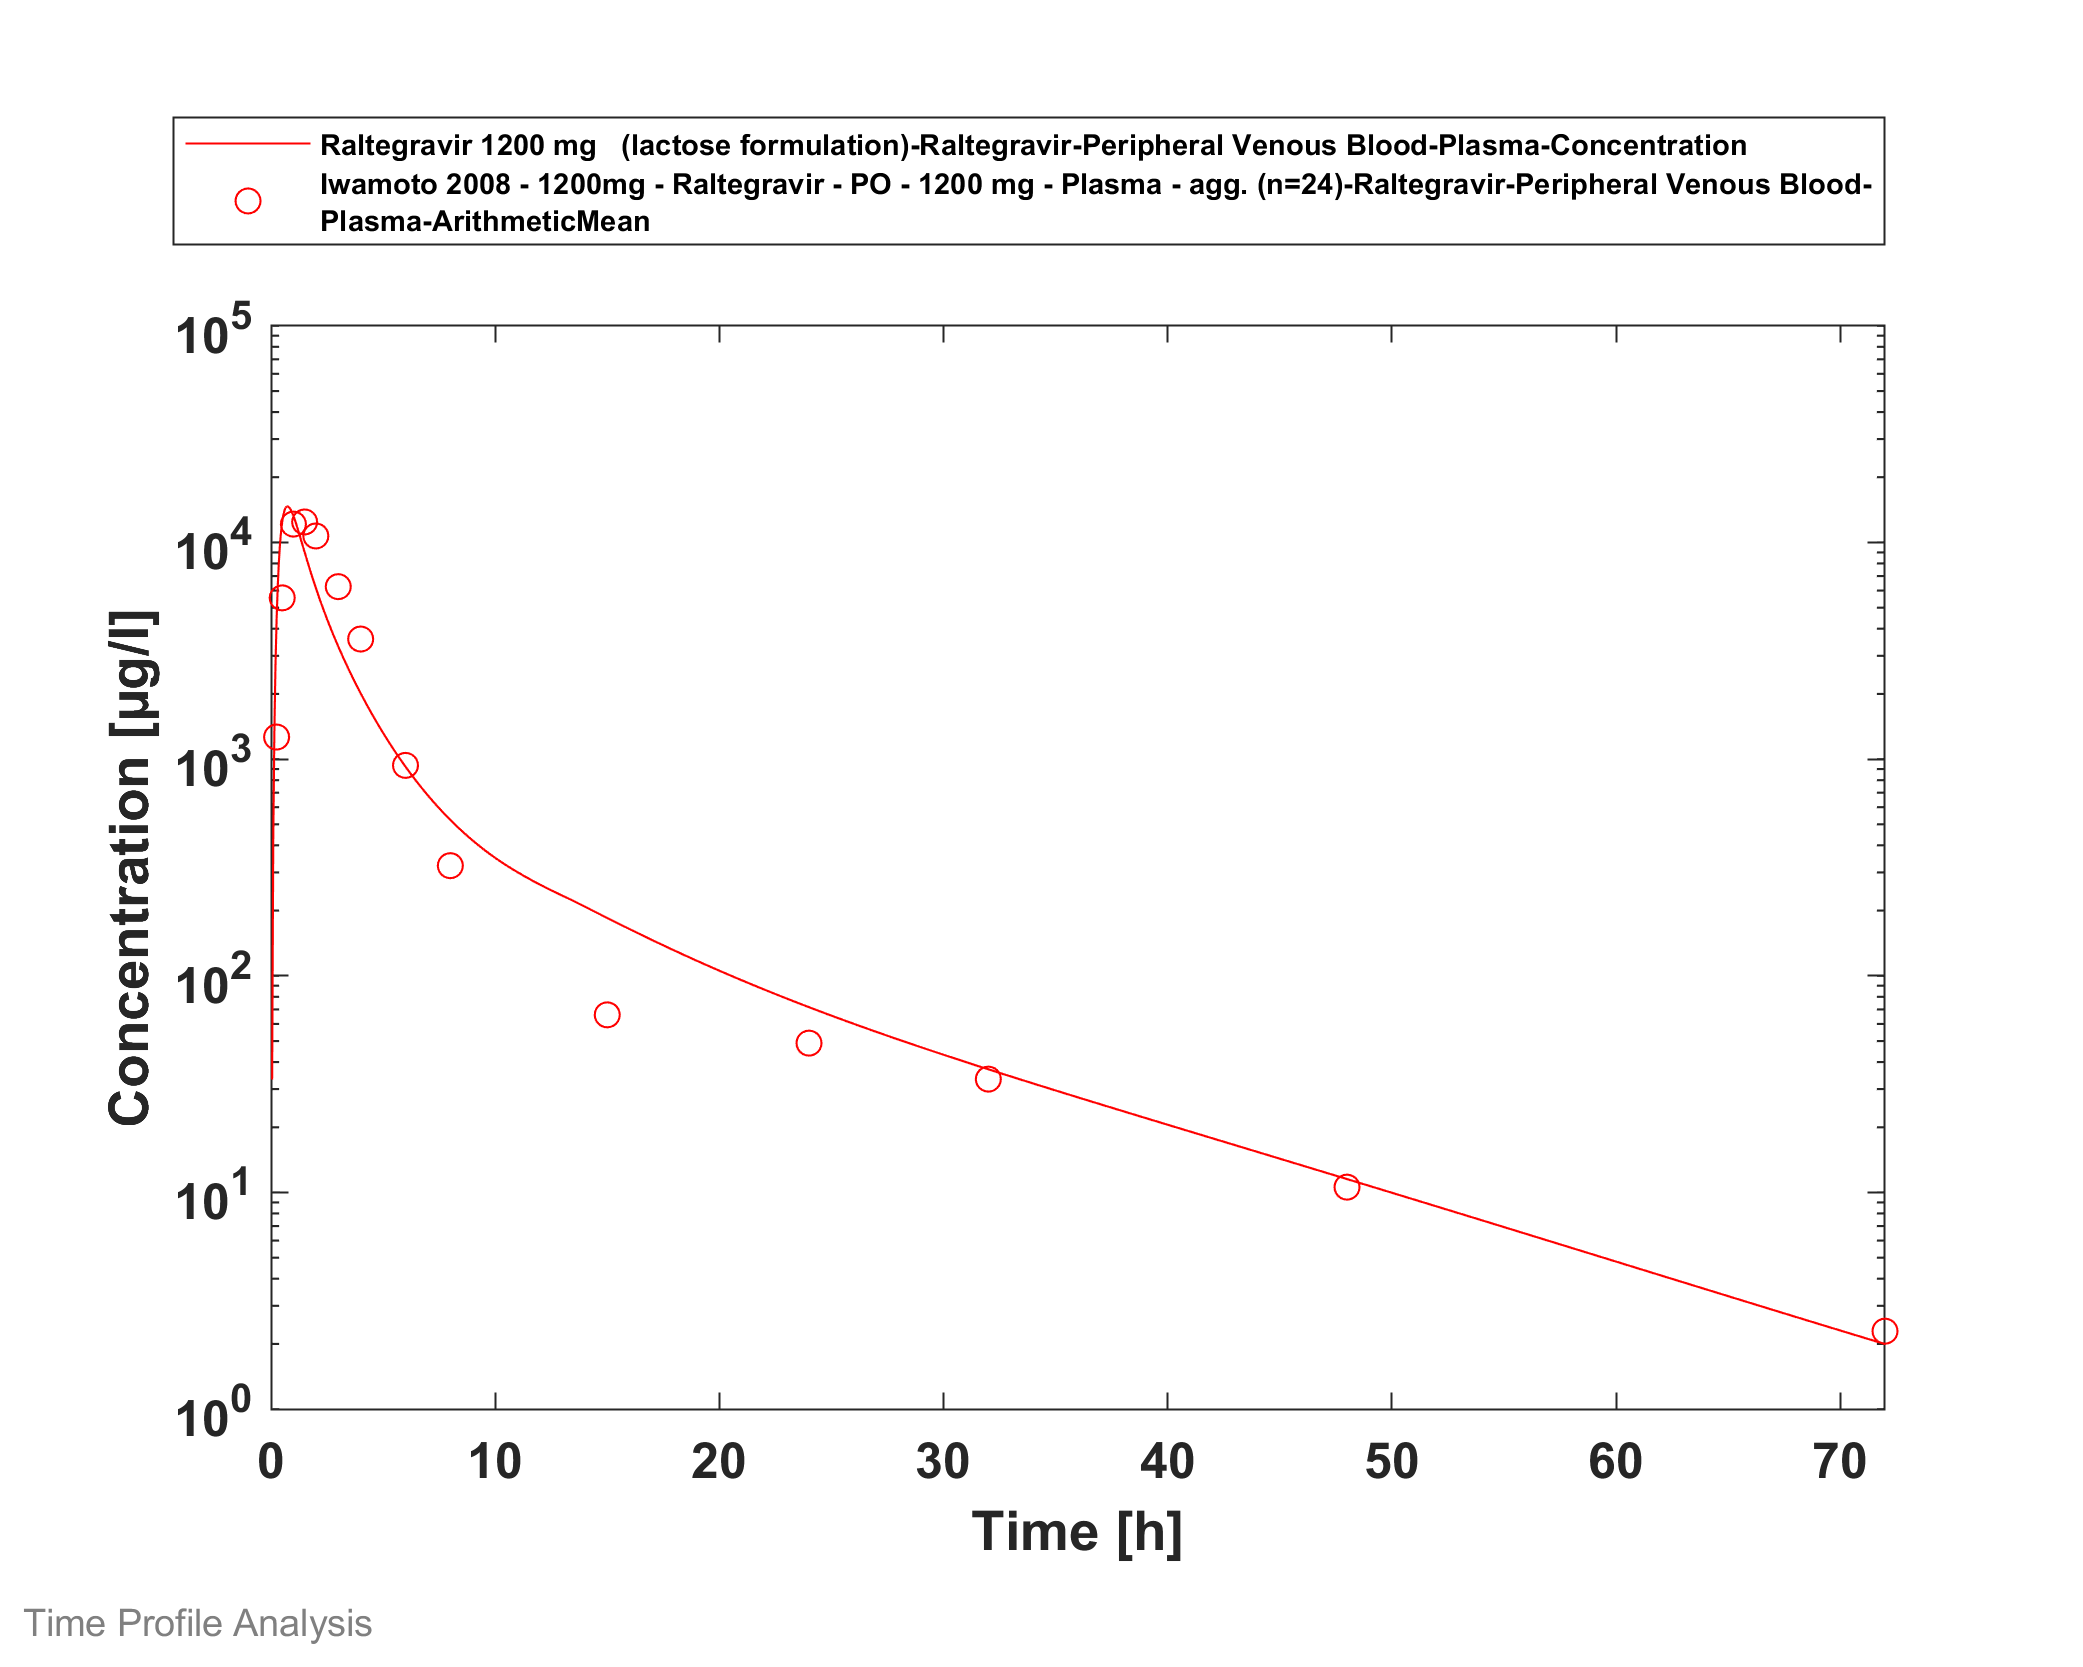 Raltegravir 1200 mg   (lactose formulation)-Raltegravir-Peripheral Venous Blood-Plasma-Concentration
Iwamoto 2008 - 1200mg - Raltegravir - PO - 1200 mg - Plasma - agg. (n=24)-Raltegravir-Peripheral Venous Blood-
Plasma-ArithmeticMean
10^5
10^4
10^3
10^2
10^1
10^0
Concentration [µg/l]
0 10 20 30 40 50 60 70
Time [h]
Time Profile Analysis